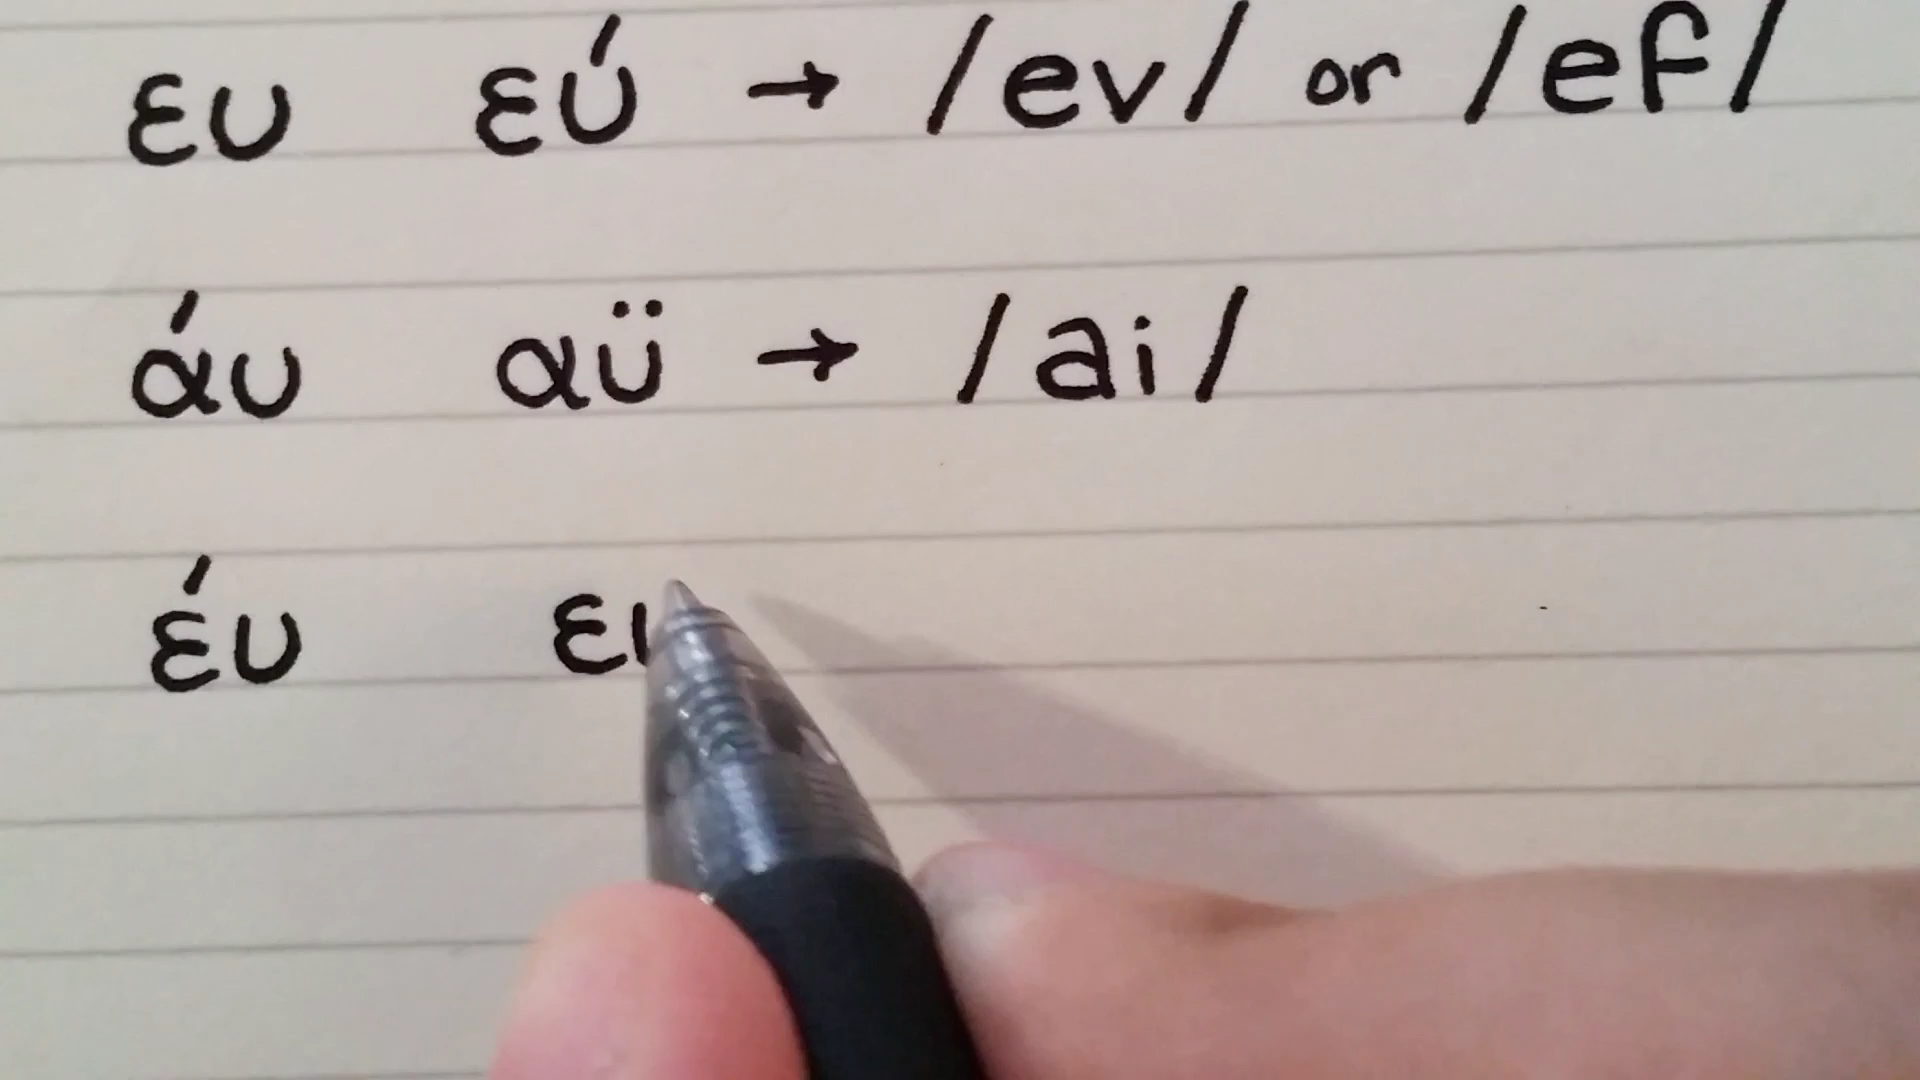 ευ εύ → /ev/ or /ef/
άυ αϋ → /ai/
έυ ε